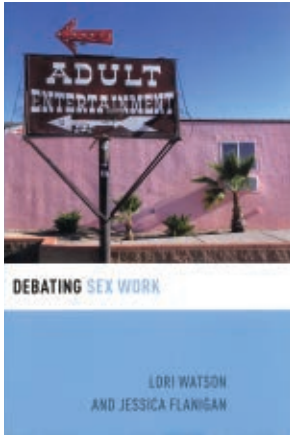 ADULT
ENTERTAINMENT
DEBATING SEX WORK
LORI WATSON
AND JESSICA FLANIGAN